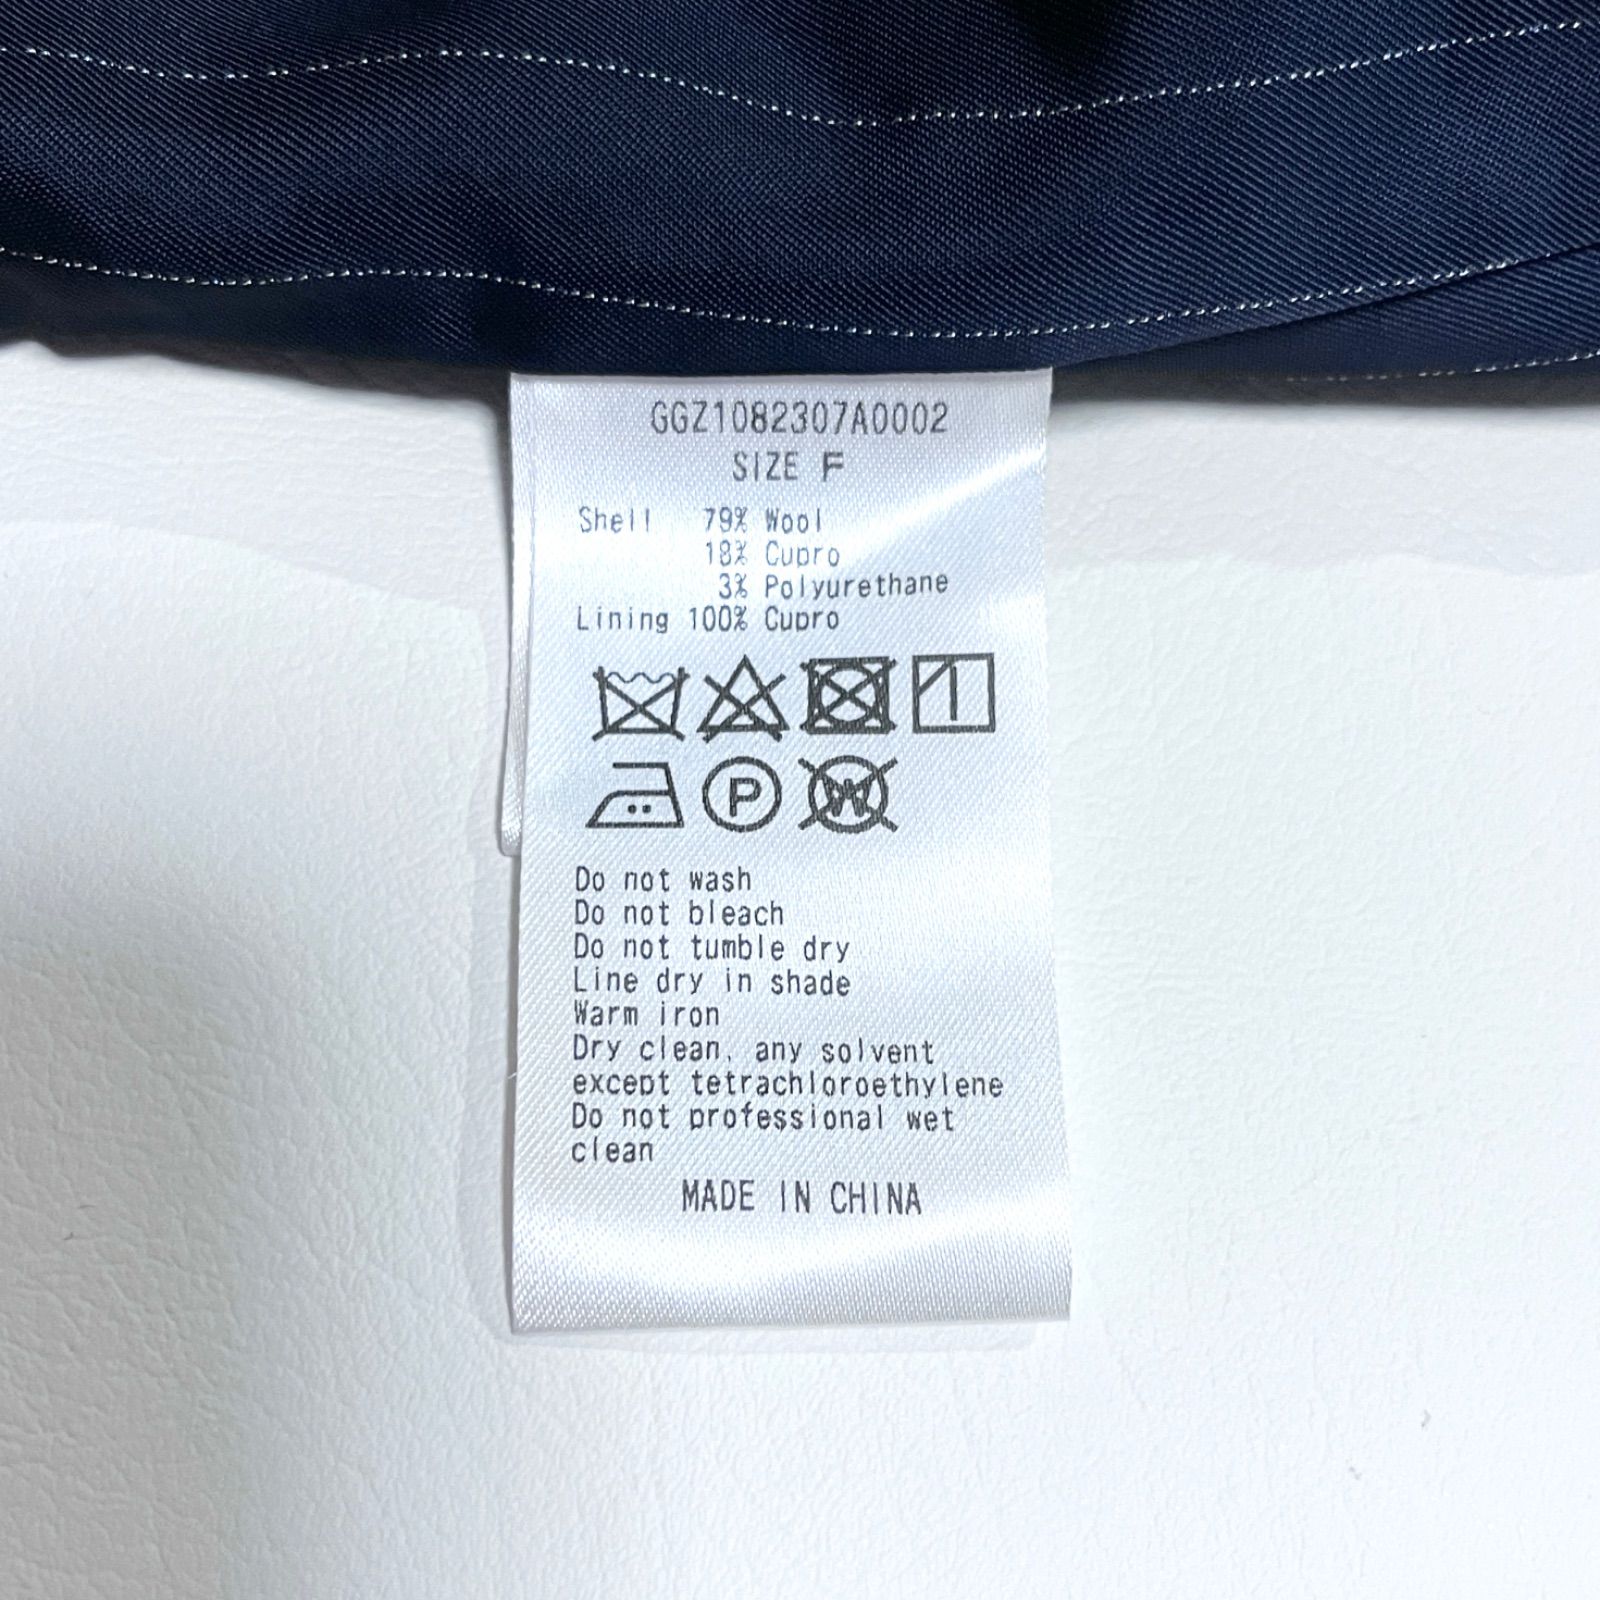 GGZ1082307A0002
SIZE F
Shell 79% Wool
18% Cupro
3% Polyurethane
Lining 100% Cupro
P W
Do not wash
Do not bleach
Do not tumble dry
Line dry in shade
Warm iron
Dry clean, any solvent
except tetrachloroethylene
Do not professional wet
clean
MADE IN CHINA